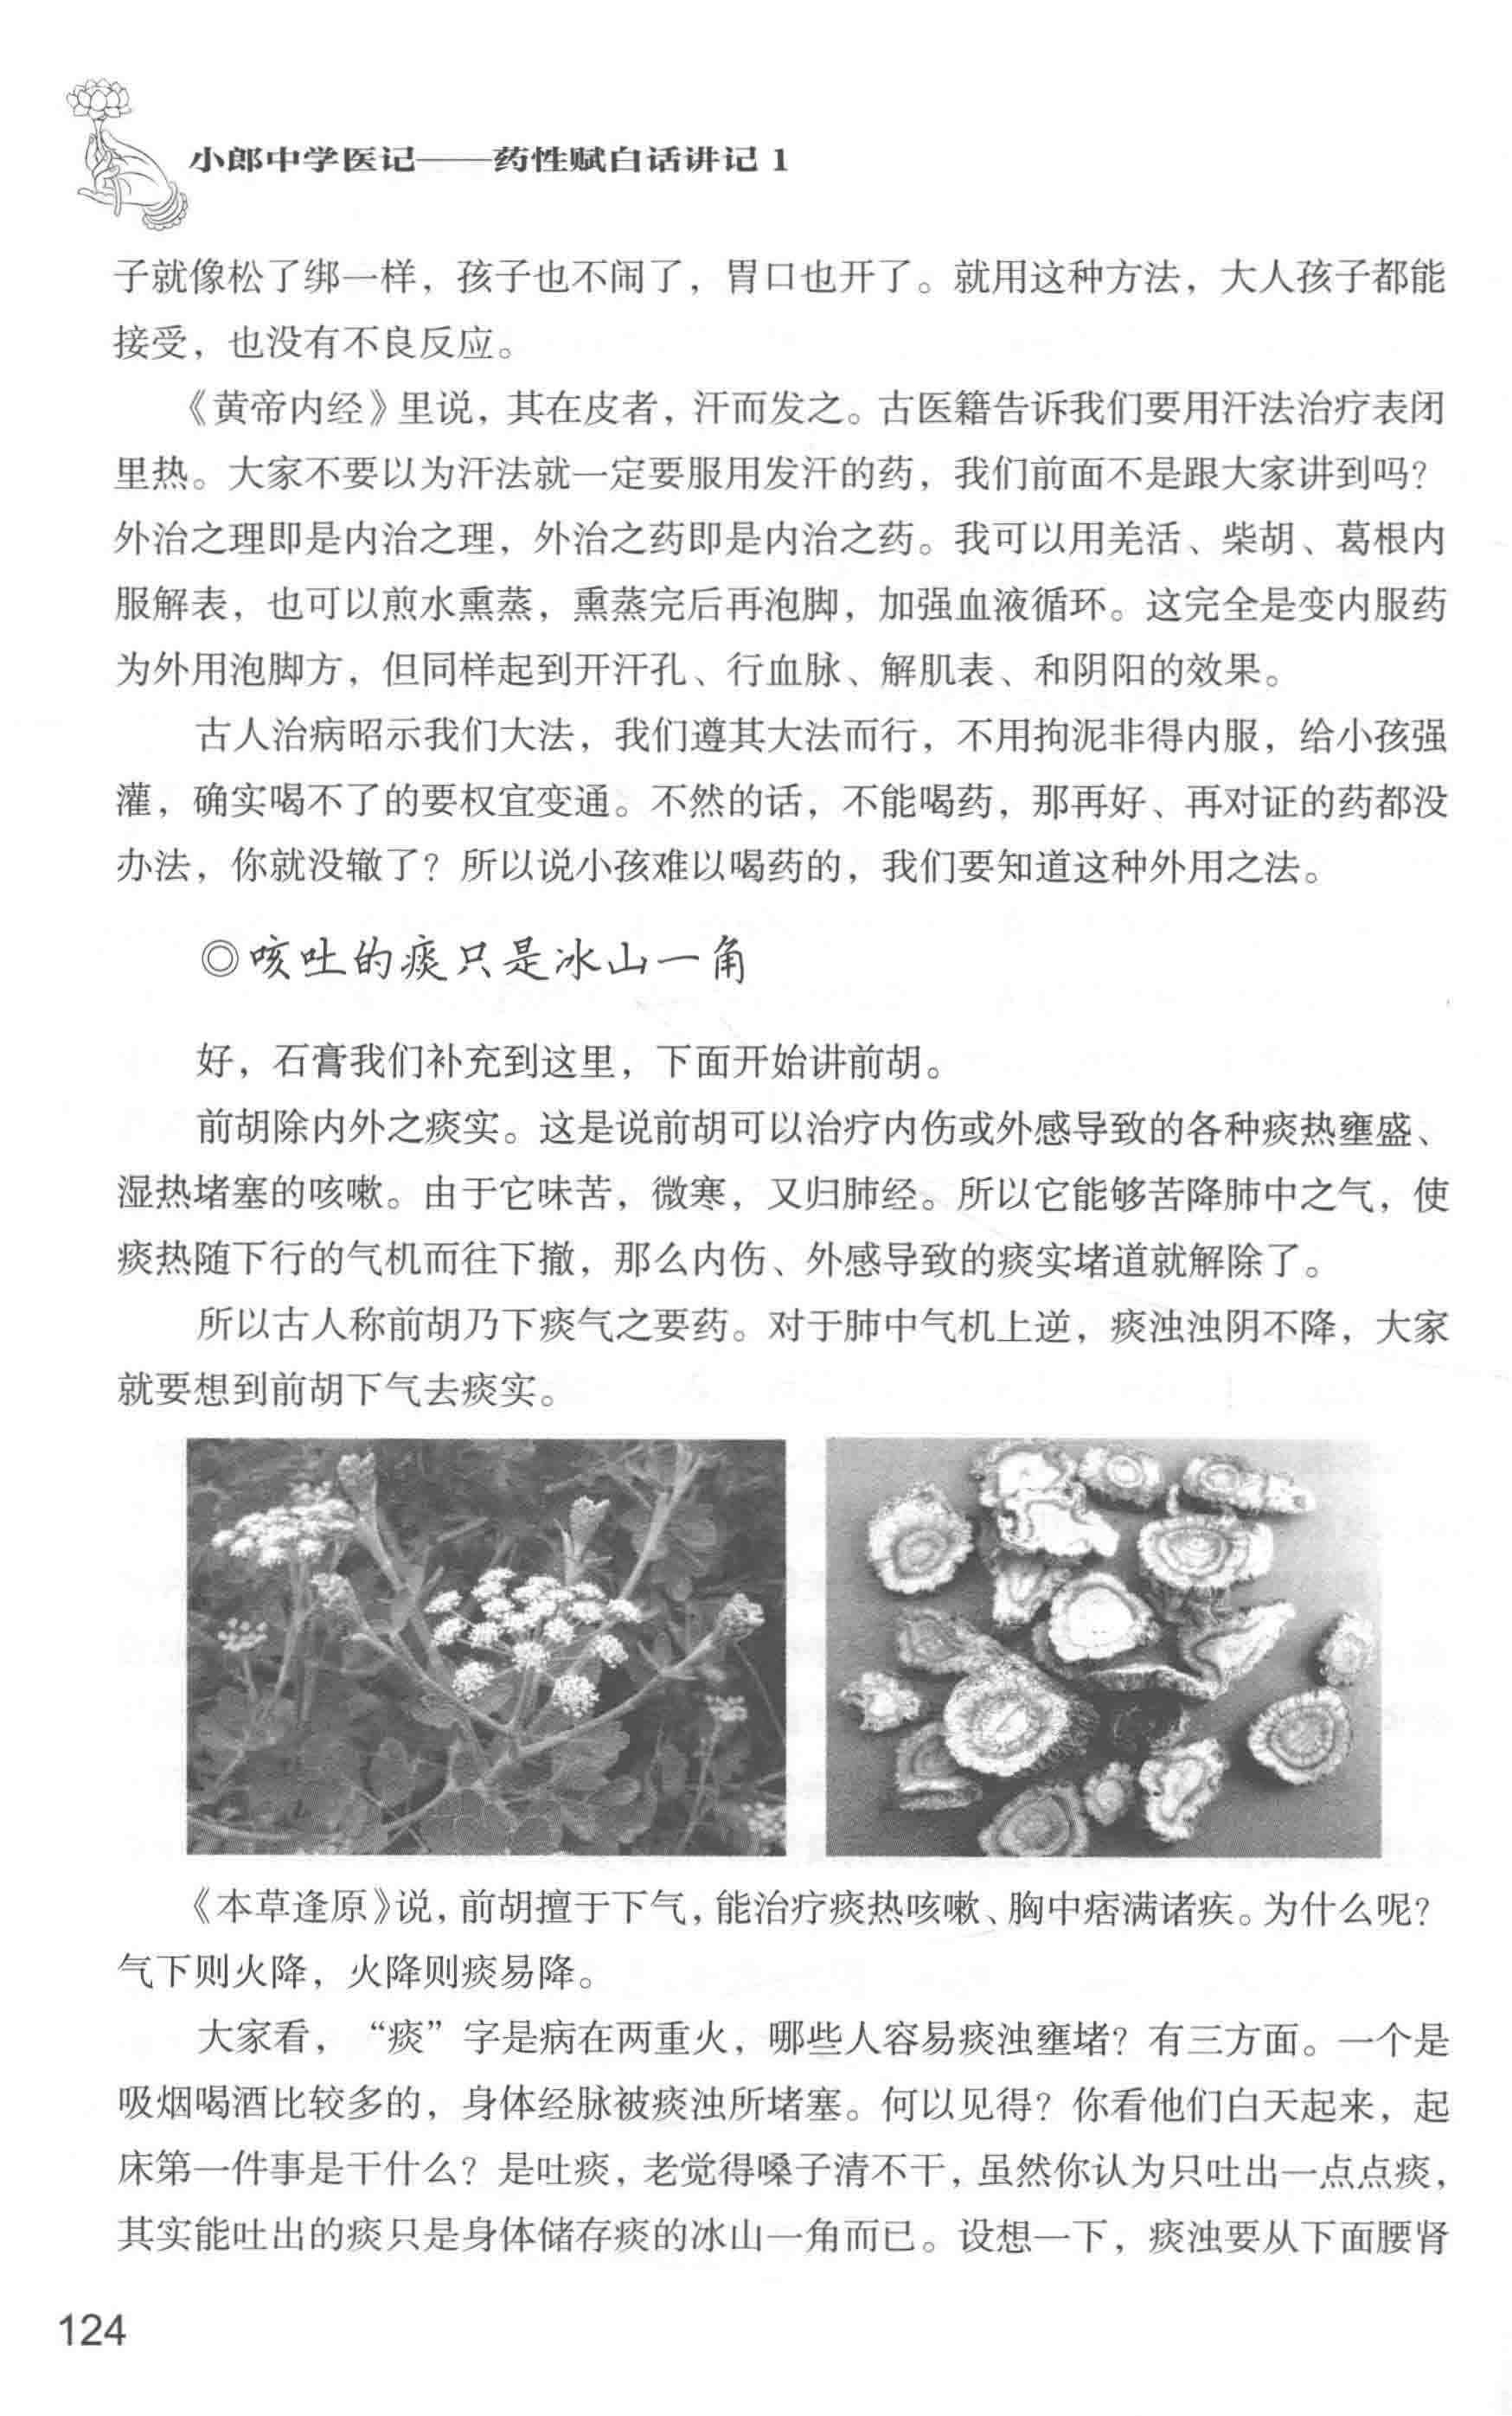 小郎中学医记——药性赋白话讲记 1
子就像松了绑一样，孩子也不闹了，胃口也开了。就用这种方法，大人孩子都能
接受，也没有不良反应。
《黄帝内经》里说，其在皮者，汗而发之。古医籍告诉我们要用汗法治疗表闭
里热。大家不要以为汗法就一定要服用发汗的药，我们前面不是跟大家讲到吗？
外治之理即是内治之理，外治之药即是内治之药。我可以用羌活、柴胡、葛根内
服解表，也可以煎水熏蒸，熏蒸完后再泡脚，加强血液循环。这完全是变内服药
为外用泡脚方，但同样起到开汗孔、行血脉、解肌表、和阴阳的效果。
古人治病昭示我们大法，我们遵其大法而行，不用拘泥非得内服，给小孩强
灌，确实喝不了的要权宜变通。不然的话，不能喝药，那再好、再对证的药都没
办法，你就没辙了？所以说小孩难以喝药的，我们要知道这种外用之法。
◎咳吐的痰只是冰山一角
好，石膏我们补充到这里，下面开始讲前胡。
前胡除内外之痰实。这是说前胡可以治疗内伤或外感导致的各种痰热壅盛、
湿热堵塞的咳嗽。由于它味苦，微寒，又归肺经。所以它能够苦降肺中之气，使
痰热随下行的气机而往下撤，那么内伤、外感导致的痰实堵道就解除了。
所以古人称前胡乃下痰气之要药。对于肺中气机上逆，痰浊浊阴不降，大家
就要想到前胡下气去痰实。
《本草逢原》说，前胡擅于下气，能治疗痰热咳嗽、胸中痞满诸疾。为什么呢？
气下则火降，火降则痰易降。
大家看，“痰”字是病在两重火，哪些人容易痰浊壅堵？有三方面。一个是
吸烟喝酒比较多的，身体经脉被痰浊所堵塞。何以见得？你看他们白天起来，起
床第一件事是干什么？是吐痰，老觉得嗓子清不干，虽然你认为只吐出一点点痰，
其实能吐出的痰只是身体储存痰的冰山一角而已。设想一下，痰浊要从下面腰肾
124